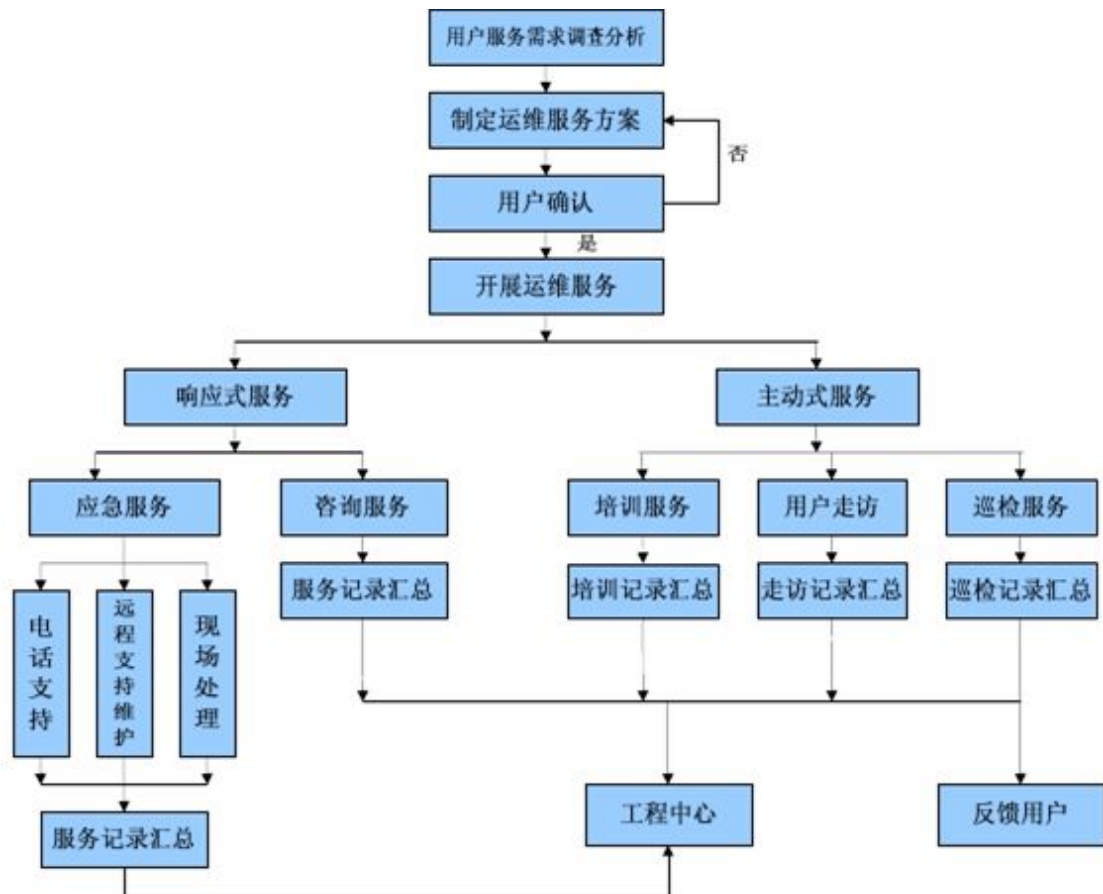 用户服务需求调查分析
制定运维服务方案
否
用户确认
是
开展运维服务
响应式服务
主动式服务
应急服务
咨询服务
培训服务
用户走访
巡检服务
服务记录汇总
培训记录汇总
走访记录汇总
巡检记录汇总
电话支持
远程支持维护
现场处理
工程中心
反馈用户
服务记录汇总